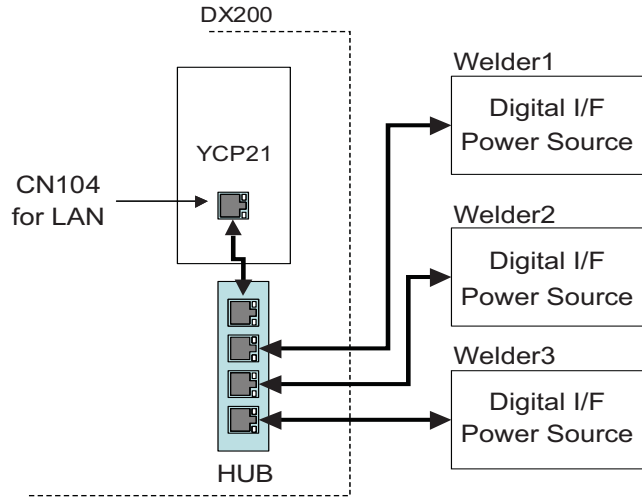 DX200
YCP21
CN104
for LAN
HUB
Welder1
Digital I/F
Power Source
Welder2
Digital I/F
Power Source
Welder3
Digital I/F
Power Source